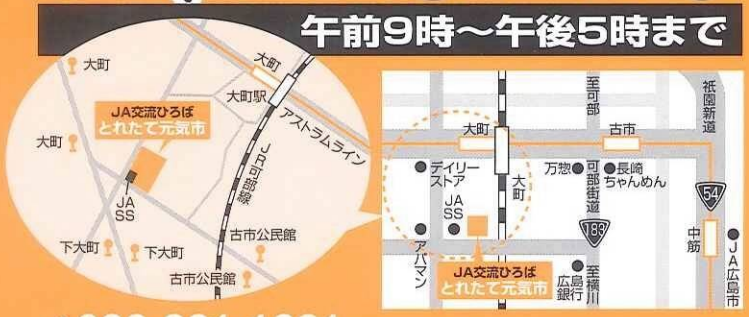 午前9時～午後5時まで
大町
大町
大町駅
JA交流ひろば
とれたて元気市
アストラムライン
大町
JR可部線
JA
SS
下大町
下大町
古市公民館
古市公民館
至可部
祇園新道
大町
古市
デイリー
ストア
大町
万惣
可部街道
長崎
ちゃんめん
JA
SS
54
183
中筋
アパマン
JA交流ひろば
とれたて元気市
広島
銀行
至横川
JA広島市